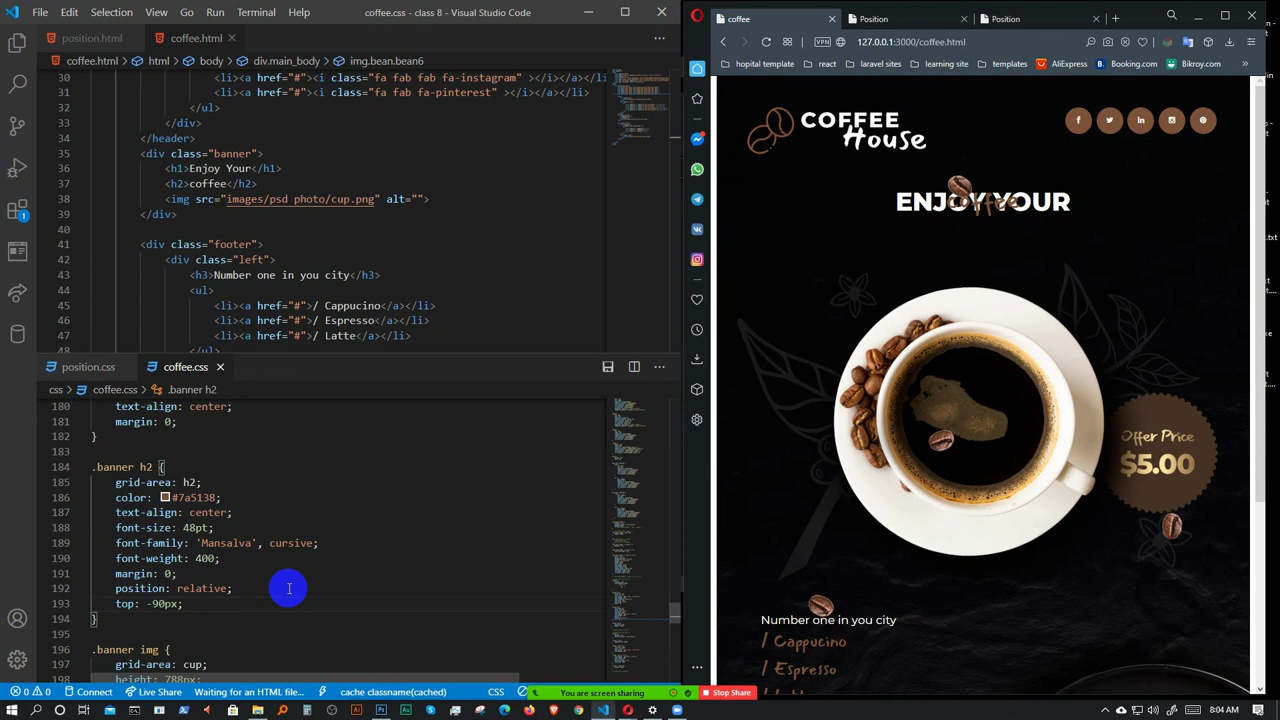 File Edit Selection View Go Run Terminal Help coffee.css - class 8 - Visual Studio Code
position.html coffee.html
coffee.html > html > body > div.main_body > img.bean.bean6
30 <li><a href="#"><i class="fa fab fab fa-instagram" ></i></a></li
31 <li><a href="#"><i class="fa fab fa-pinterest" ></i></a></li>
32 </ul>
33 </div>
34 </header>
35 <div class="banner">
36 <h1>Enjoy Your</h1>
37 <h2>coffee</h2>
38 <img src="images/psd photo/cup.png" alt="">
39 </div>
40
41 <div class="footer">
42 <div class="left">
43 <h3>Number one in you city</h3>
44 <ul>
45 <li><a href="#">/ Cappucino</a></li>
46 <li><a href="#">/ Espresso</a></li>
47 <li><a href="#">/ Latte</a></li>
48 </ul>
position.css coffee.css
css > coffee.css > .banner h2
180 text-align: center;
181 margin: 0;
182 }
183
184 .banner h2 {
185 grid-area: h2;
186 color: #7a5138;
187 text-align: center;
188 font-size: 48pt;
189 font-family: 'Mansalva', cursive;
190 font-weight: 400;
191 margin: 0;
192 position: relative;
193 top: -90px;
194 }
195
196 .banner img {
197 grid-area: cup;
198 height: 788px;
1
0 0 Connect Live Share Waiting for an HTML file... cache classname(cached) CSS
You are screen sharing Stop Share
coffee Position Position
VPN 127.0.0.1:3000/coffee.html
hopital template react laravel sites learning site templates AliExpress Booking.com Bikroy.com »
COFFEE
House
ENJOY YOUR
coffee
Offer Price
$5.00
Number one in you city
/ Cappucino
/ Espresso
8:04 AM